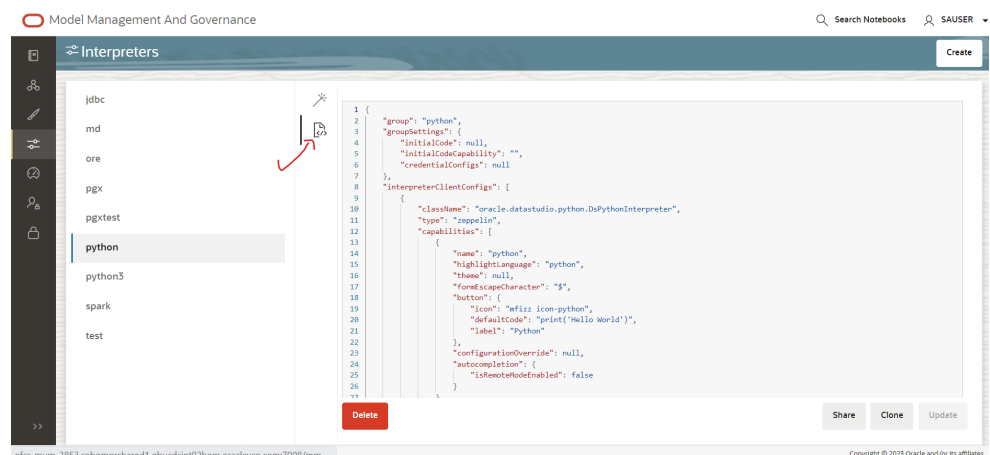 Model Management And Governance
Search Notebooks
SAUSER
Interpreters
Create
jdbc
md
ore
pgx
pgxtest
python
python3
spark
test
1 {
2 "group": "python",
3 "groupSettings": {
4 "initialCode": null,
5 "initialCodeCapability": "",
6 "credentialConfigs": null
7 },
8 "interpreterClientConfigs": [
9 {
10 "className": "oracle.datastudio.python.DsPythonInterpreter",
11 "type": "zeppelin",
12 "capabilities": [
13 {
14 "name": "python",
15 "highlightLanguage": "python",
16 "theme": null,
17 "formEscapeCharacter": "$",
18 "button": {
19 "icon": "mfizz icon-python",
20 "defaultCode": "print('Hello World')",
21 "label": "Python"
22 },
23 "configurationOverride": null,
24 "autocompletion": {
25 "isRemoteModeEnabled": false
26 }
27 }
Delete
Share
Clone
Update
Copyright © 2023 Oracle and/or its affiliates